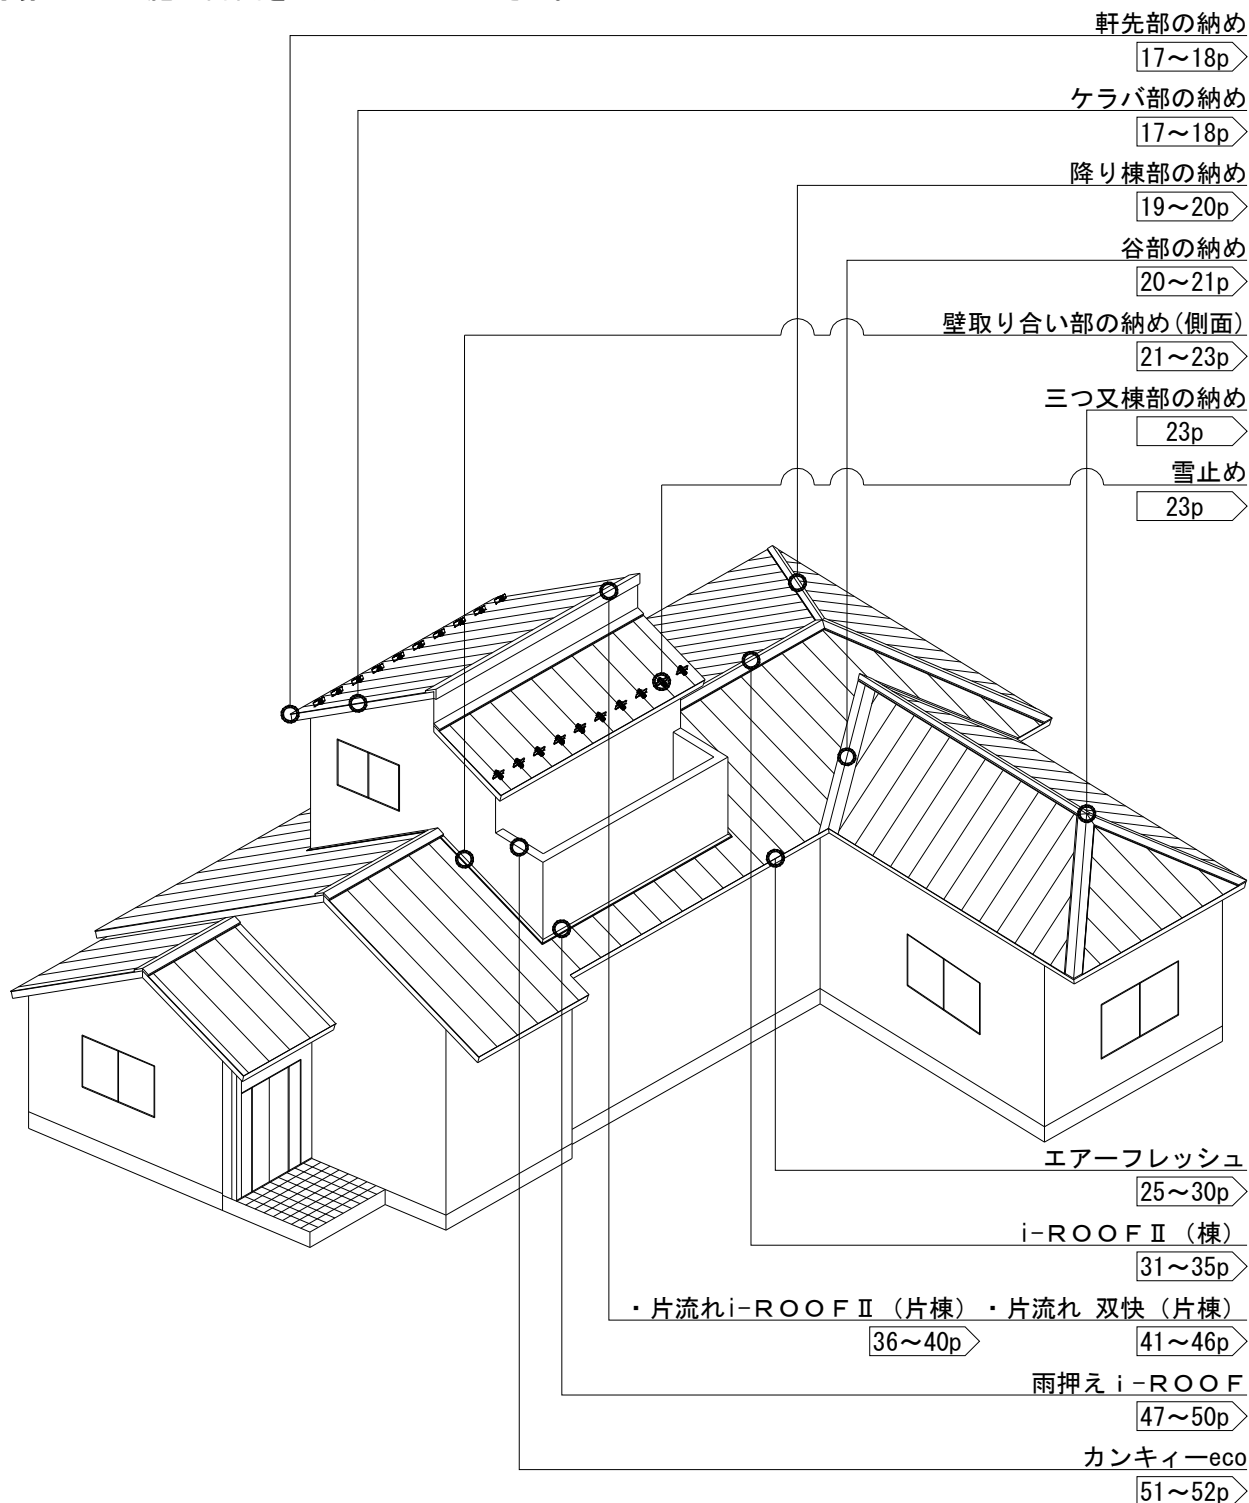 軒先部の納め
17～18p
ケラバ部の納め
17～18p
降り棟部の納め
19～20p
谷部の納め
20～21p
壁取り合い部の納め(側面)
21～23p
三つ又棟部の納め
23p
雪止め
23p
エアーフレッシュ
25～30p
i-ＲＯＯＦⅡ（棟）
31～35p
・片流れi-ＲＯＯＦⅡ（片棟）・片流れ 双快（片棟）
36～40p 41～46p
雨押えｉ-ＲＯＯＦ
47～50p
カンキィーeco
51～52p